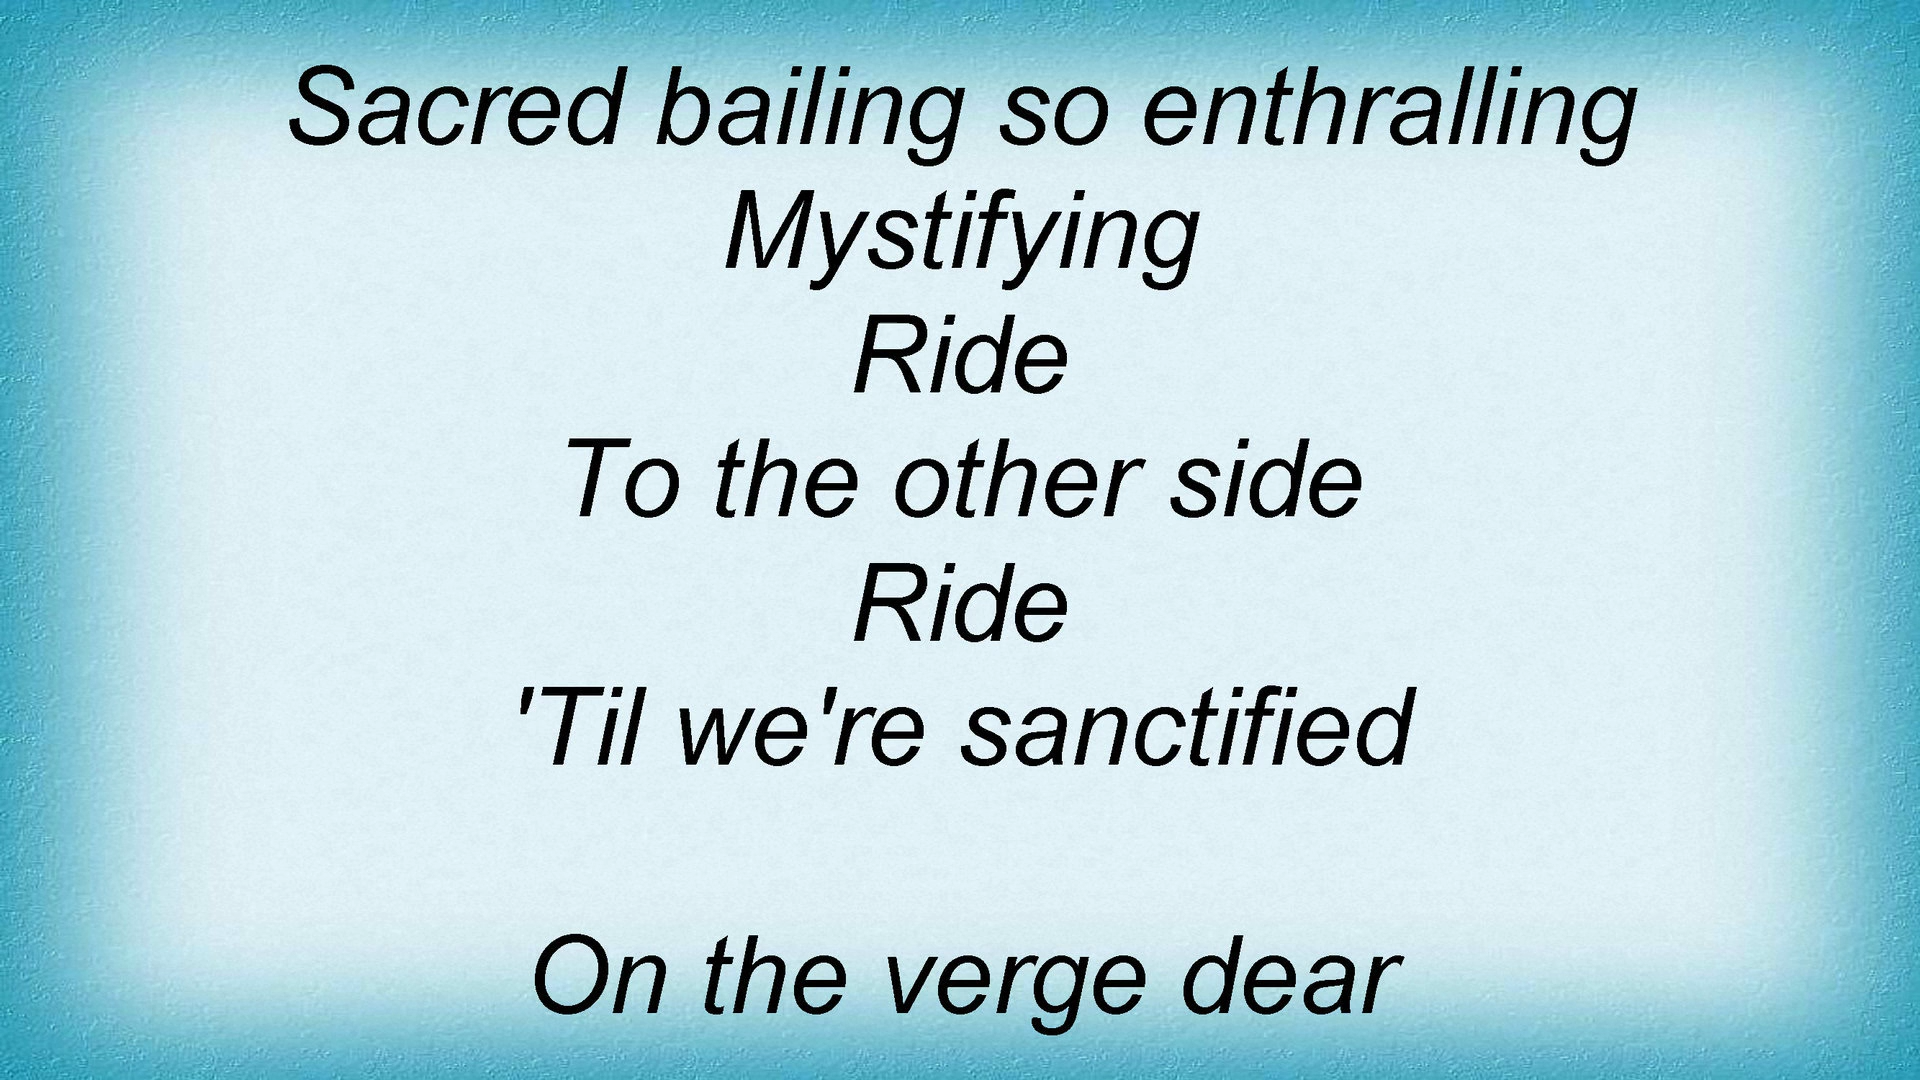 Sacred bailing so enthralling
Mystifying
Ride
To the other side
Ride
'Til we're sanctified
On the verge dear